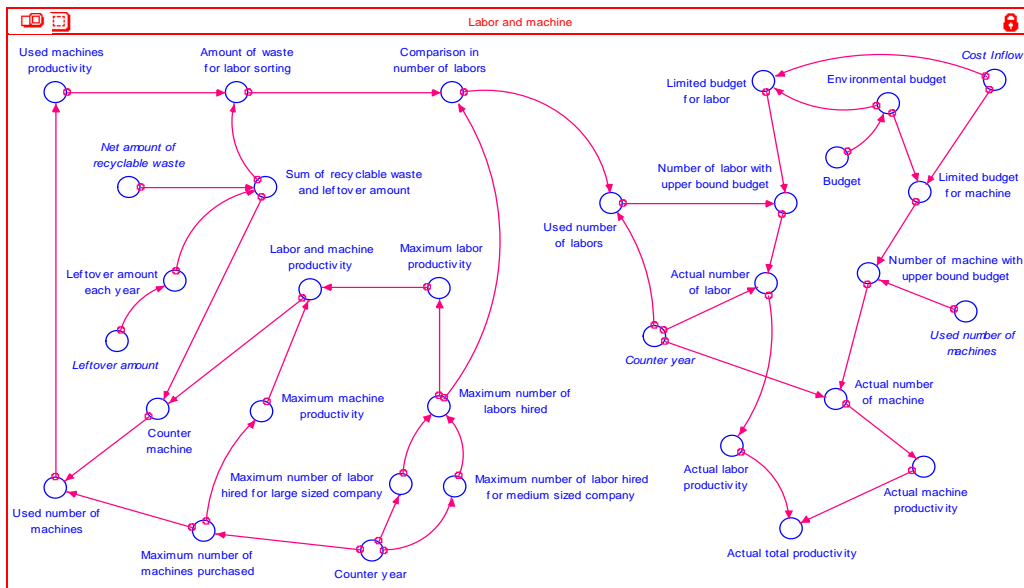 Labor and machine
Used machines
productivity
Amount of waste
for labor sorting
Comparison in
number of labors
Limited budget
for labor
Environmental budget
Cost Inflow
Net amount of
recyclable waste
Sum of recyclable waste
and leftover amount
Number of labor with
upper bound budget
Budget
Limited budget
for machine
Used number
of labors
Leftover amount
each year
Labor and machine
productivity
Maximum labor
productivity
Actual number
of labor
Number of machine with
upper bound budget
Leftover amount
Counter year
Used number of
machines
Counter
machine
Maximum machine
productivity
Maximum number of
labors hired
Actual number
of machine
Maximum number of labor
hired for large sized company
Maximum number of labor hired
for medium sized company
Actual labor
productivity
Actual machine
productivity
Used number of
machines
Maximum number of
machines purchased
Counter year
Actual total productivity